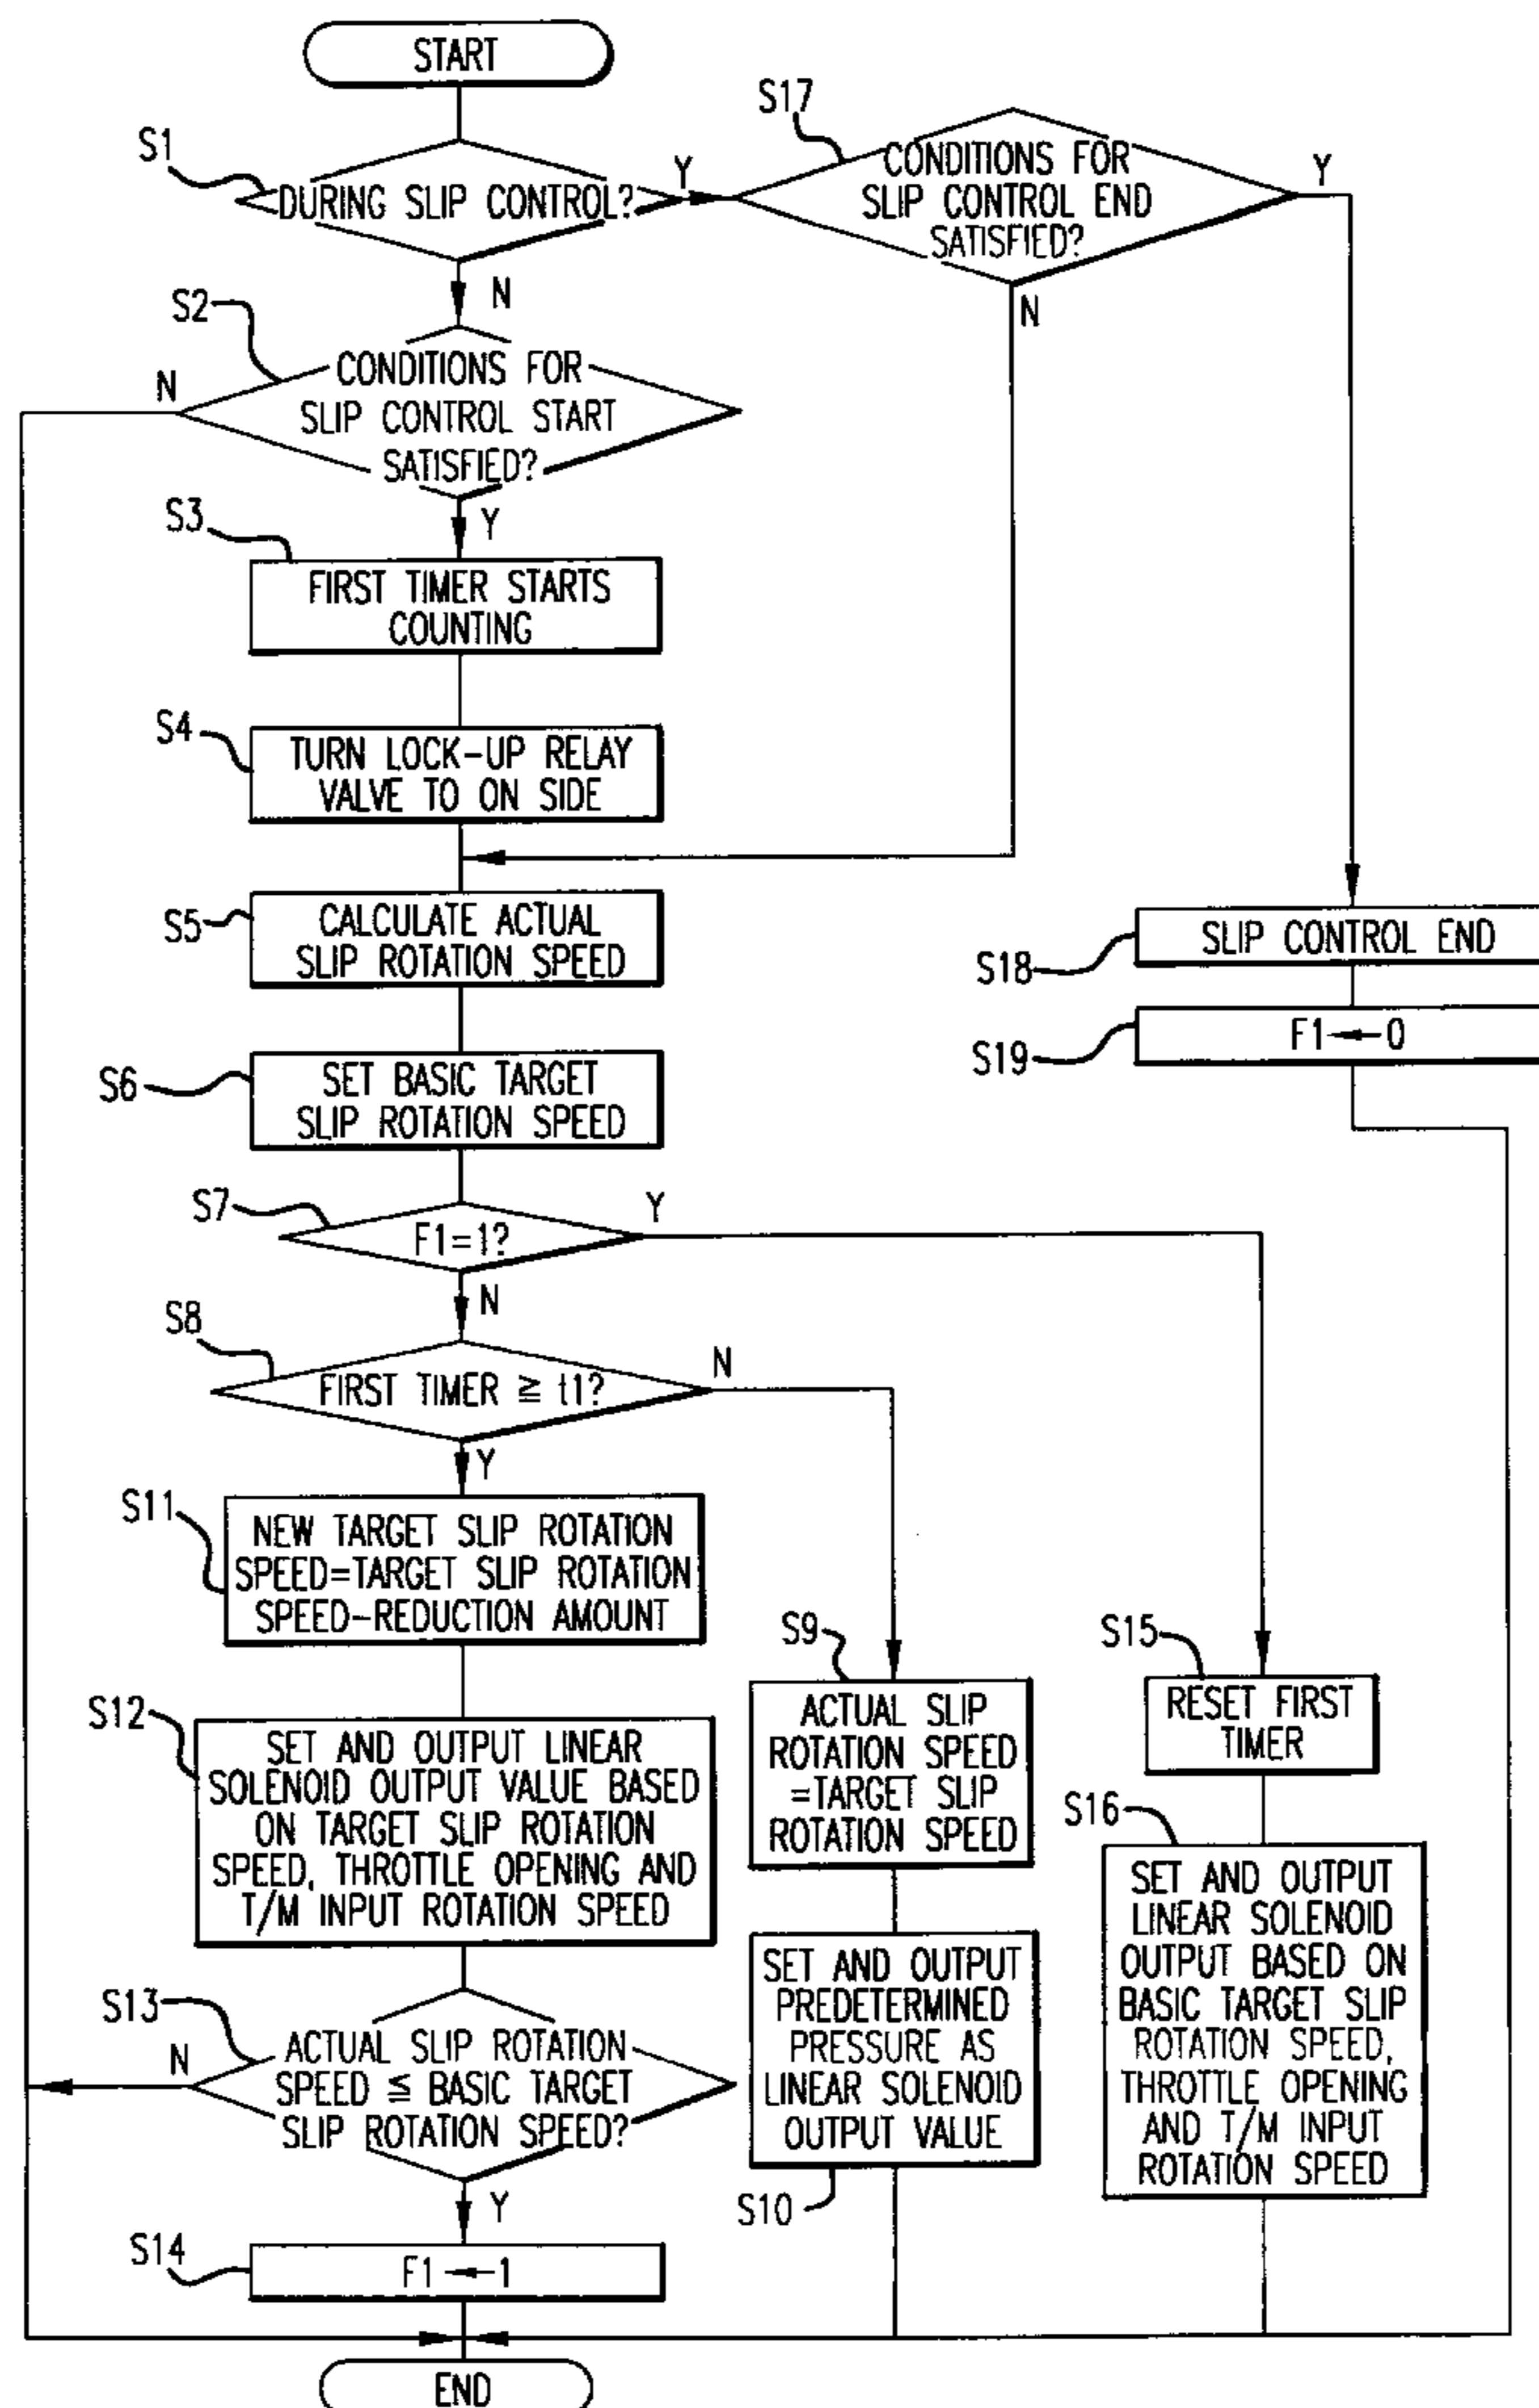 START
S1
DURING SLIP CONTROL?
Y
S17
CONDITIONS FOR
SLIP CONTROL END
SATISFIED?
Y
N
N
S2
CONDITIONS FOR
SLIP CONTROL START
SATISFIED?
N
Y
S3
FIRST TIMER STARTS
COUNTING
S4
TURN LOCK-UP RELAY
VALVE TO ON SIDE
S5
CALCULATE ACTUAL
SLIP ROTATION SPEED
S18
SLIP CONTROL END
S19
F1←0
S6
SET BASIC TARGET
SLIP ROTATION SPEED
S7
F1=1?
Y
N
S8
FIRST TIMER ≧ t1?
N
Y
S11
NEW TARGET SLIP ROTATION
SPEED=TARGET SLIP ROTATION
SPEED-REDUCTION AMOUNT
S9
ACTUAL SLIP
ROTATION SPEED
=TARGET SLIP
ROTATION SPEED
S15
RESET FIRST
TIMER
S12
SET AND OUTPUT LINEAR
SOLENOID OUTPUT VALUE BASED
ON TARGET SLIP ROTATION
SPEED, THROTTLE OPENING AND
T/M INPUT ROTATION SPEED
S16
SET AND OUTPUT
LINEAR SOLENOID
OUTPUT BASED ON
BASIC TARGET SLIP
ROTATION SPEED,
THROTTLE OPENING
AND T/M INPUT
ROTATION SPEED
SET AND OUTPUT
PREDETERMINED
PRESSURE AS
LINEAR SOLENOID
OUTPUT VALUE
S10
S13
ACTUAL SLIP ROTATION
SPEED ≦ BASIC TARGET
SLIP ROTATION SPEED?
N
Y
S14
F1←1
END